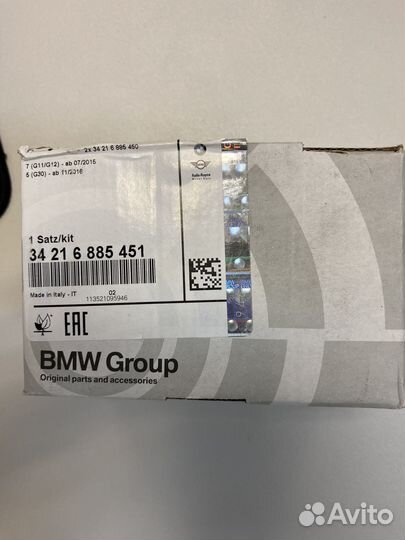 2x 34 21 6 885 450
7 (G11/G12) - ab 07/2015
5 (G30) - ab 11/2016
Rolls-Royce
1 Satz/kit
34 21 6 885 451
Made in Italy - IT
02
113521095946
EAC
BMW Group
Original parts and accessories
Avito